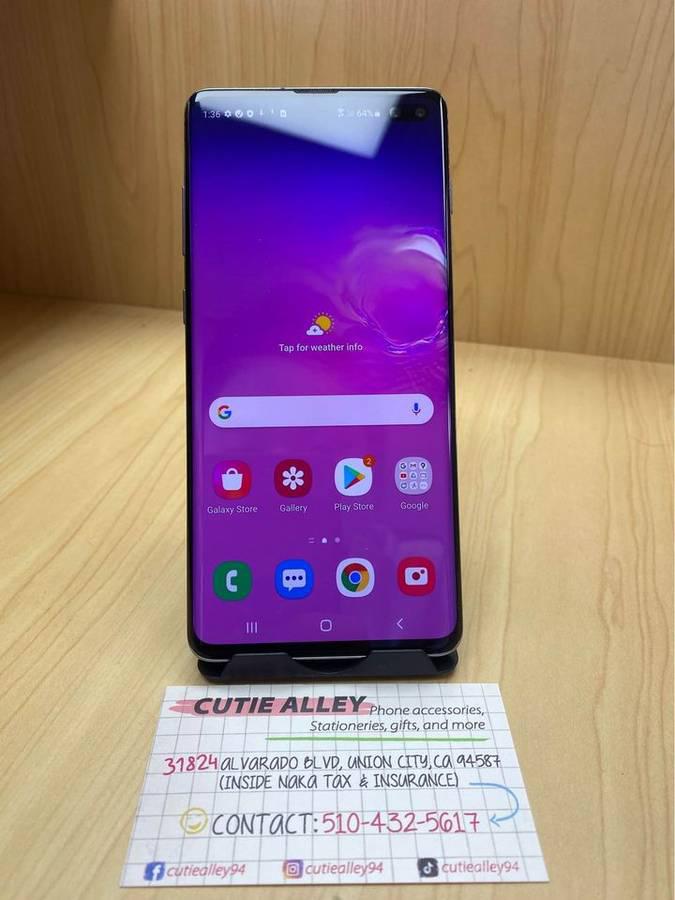 1:36
64%
Tap for weather info
G
2
Galaxy Store
Gallery
Play Store
Google
CUTIE ALLEY Phone accessories,
Stationeries, gifts, and more
31824 ALVARADO BLVD, UNION CITY, CA 94587
(INSIDE NAKA TAX & INSURANCE)
CONTACT: 510-432-5617
cutiealley94 cutiealley94 cutiealley94